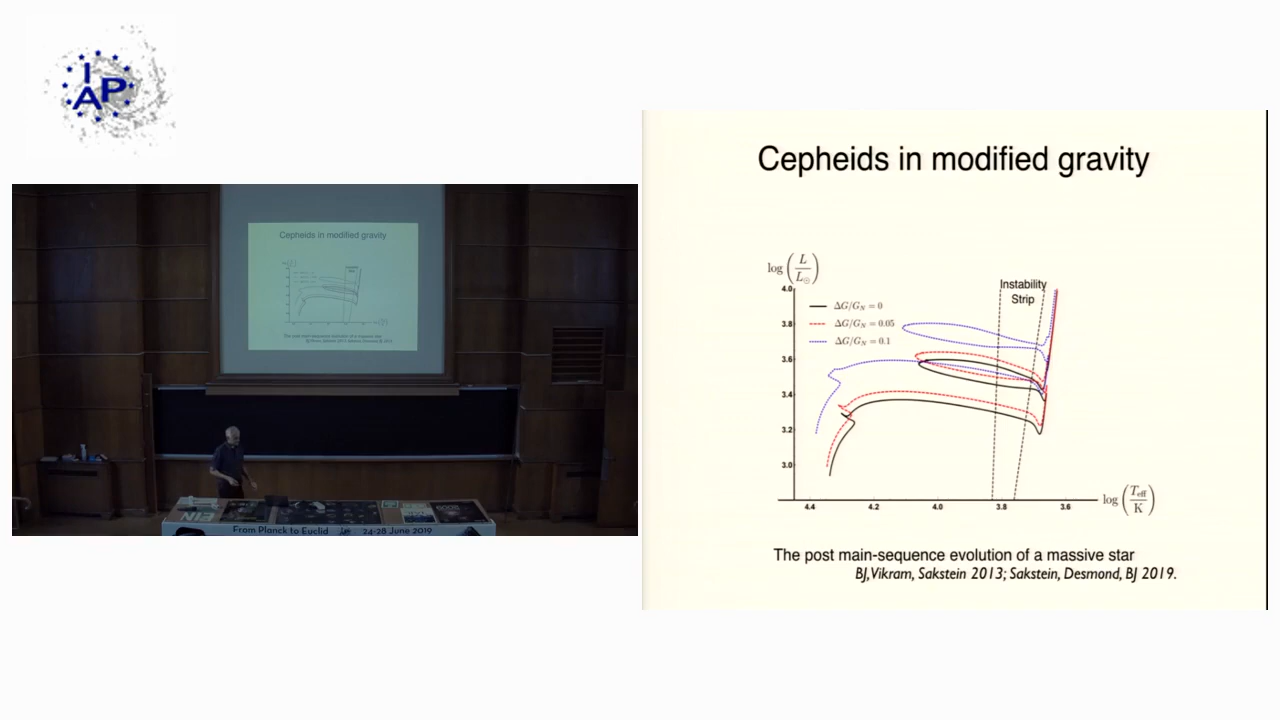 IAP
Cepheids in modified gravity
From Planck to Euclid 24-28 June 2019
Cepheids in modified gravity
log (L/L☉)
Instability
Strip
ΔG/G_N = 0
ΔG/G_N = 0.05
ΔG/G_N = 0.1
4.0
3.8
3.6
3.4
3.2
3.0
4.4 4.2 4.0 3.8 3.6
log (T_eff/K)
The post main-sequence evolution of a massive star
BJ,Vikram, Sakstein 2013; Sakstein, Desmond, BJ 2019.